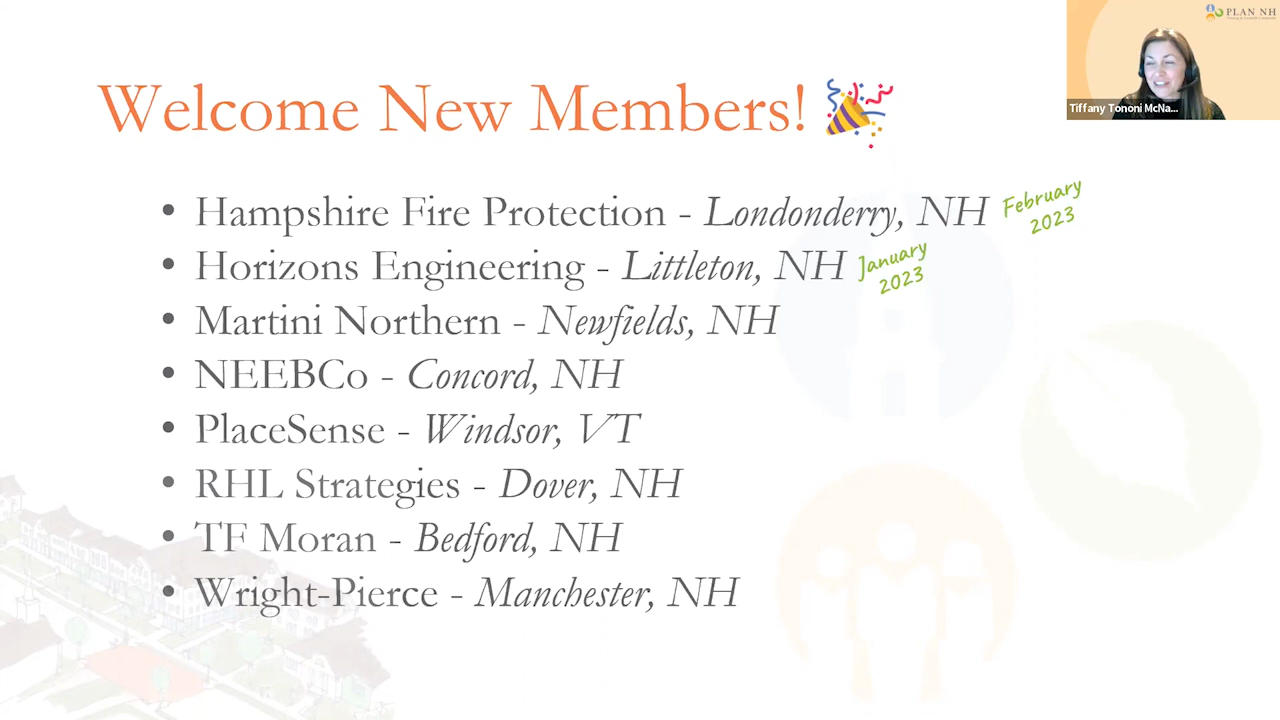 PLAN NH
Tiffany Tononi McNa...
Welcome New Members!
• Hampshire Fire Protection - Londonderry, NH February 2023
• Horizons Engineering - Littleton, NH January 2023
• Martini Northern - Newfields, NH
• NEEBCo - Concord, NH
• PlaceSense - Windsor, VT
• RHL Strategies - Dover, NH
• TF Moran - Bedford, NH
• Wright-Pierce - Manchester, NH